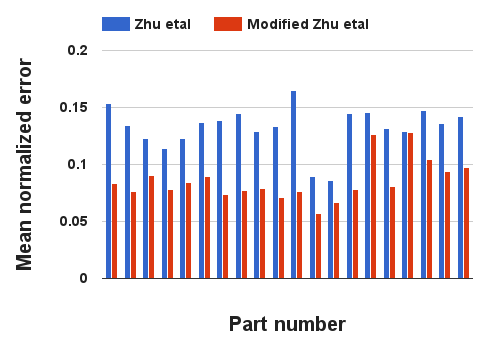 Zhu etal Modified Zhu etal
0.2
0.15
0.1
0.05
0
Mean normalized error
Part number